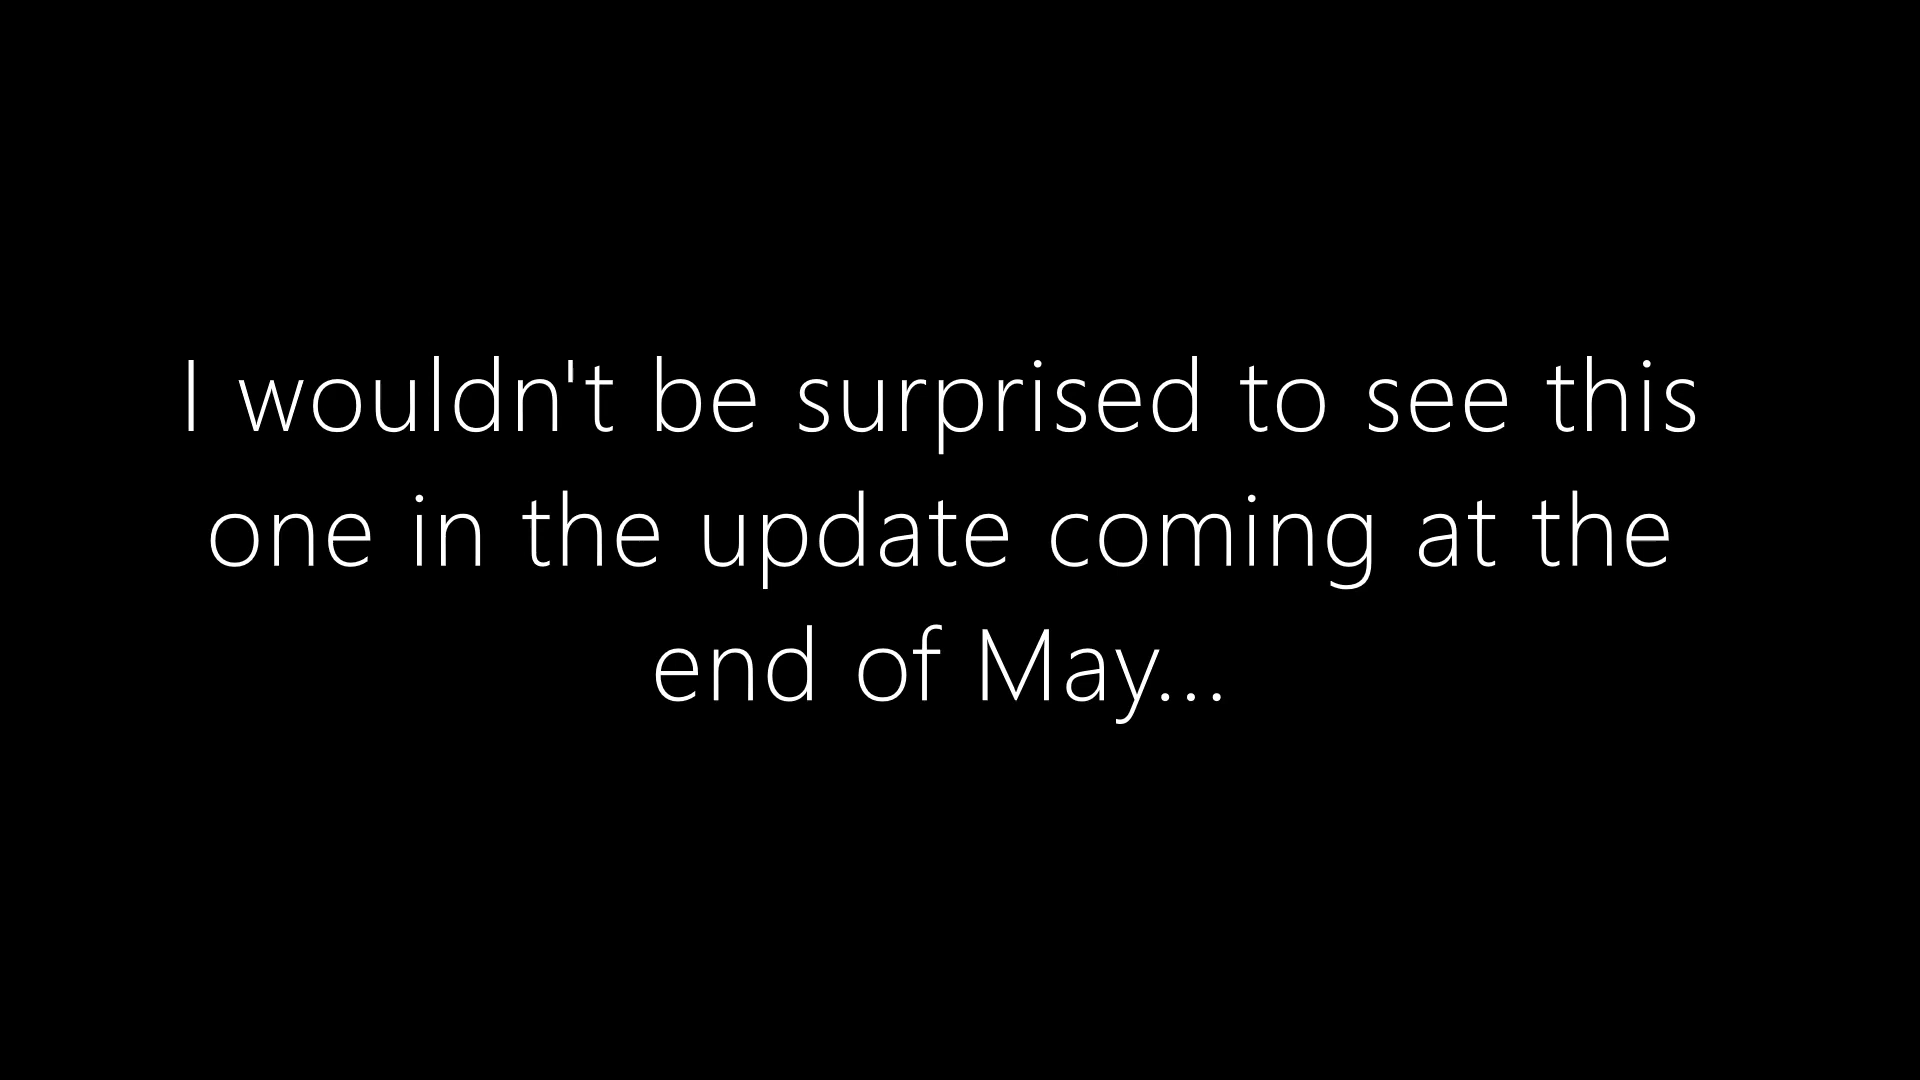 I wouldn't be surprised to see this
one in the update coming at the
end of May...